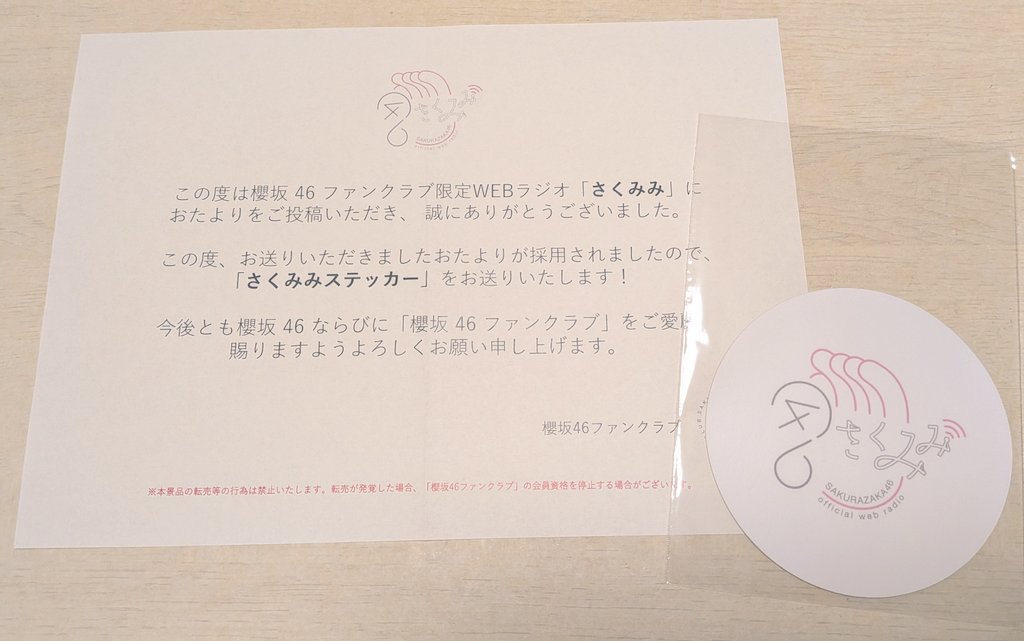 さくみみ
SAKURAZAKA46
official web radio
この度は櫻坂 46 ファンクラブ限定WEBラジオ「さくみみ」に
おたよりをご投稿いただき、 誠にありがとうございました。
この度、お送りいただきましたおたよりが採用されましたので、
「さくみみステッカー」をお送りいたします！
今後とも櫻坂 46 ならびに「櫻坂 46 ファンクラブ」をご愛
賜りますようよろしくお願い申し上げます。
櫻坂46ファンクラブ
※本景品の転売等の行為は禁止いたします。転売が発覚した場合、「櫻坂46ファンクラブ」の会員資格を停止する場合がございます。
さくみみ
SAKURAZAKA46
official web radio